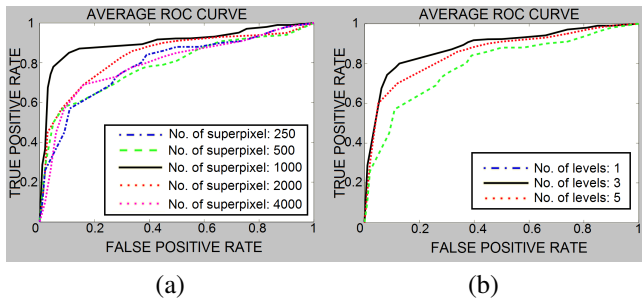 AVERAGE ROC CURVE
TRUE POSITIVE RATE
1
0.8
0.6
0.4
0.2
No. of superpixel: 250
No. of superpixel: 500
No. of superpixel: 1000
No. of superpixel: 2000
No. of superpixel: 4000
0 0.2 0.4 0.6 0.8 1
FALSE POSITIVE RATE
(a)
AVERAGE ROC CURVE
TRUE POSITIVE RATE
1
0.8
0.6
0.4
0.2
No. of levels: 1
No. of levels: 3
No. of levels: 5
0 0.2 0.4 0.6 0.8 1
FALSE POSITIVE RATE
(b)